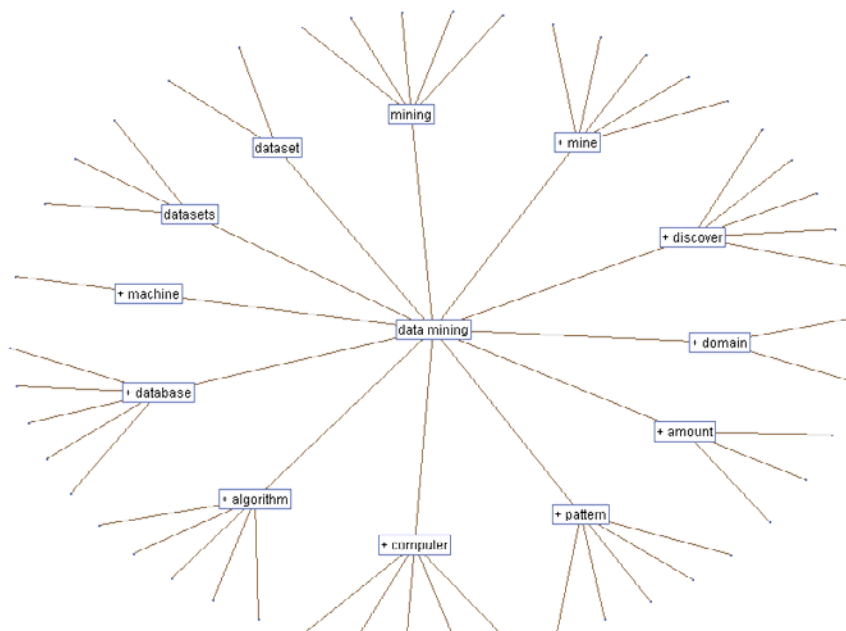 mining
+ mine
dataset
datasets
+ discover
+ machine
data mining
+ domain
+ database
+ amount
+ algorithm
+ pattern
+ computer